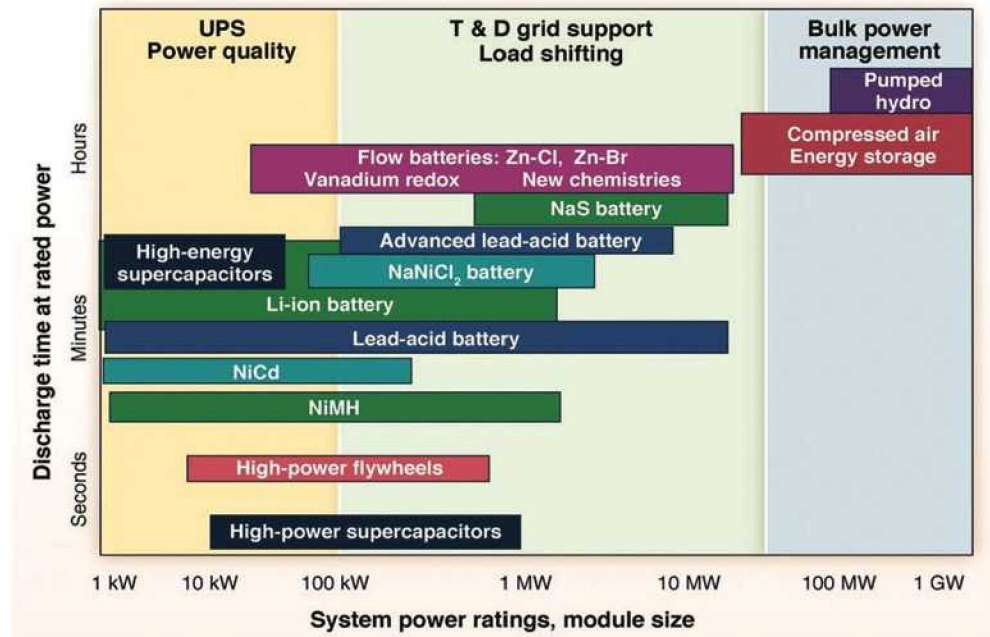 UPS
Power quality
T & D grid support
Load shifting
Bulk power
management
Pumped
hydro
Compressed air
Energy storage
Flow batteries: Zn-Cl, Zn-Br
Vanadium redox New chemistries
NaS battery
Advanced lead-acid battery
High-energy
supercapacitors
NaNiCl₂ battery
Li-ion battery
Lead-acid battery
NiCd
NiMH
High-power flywheels
High-power supercapacitors
Discharge time at rated power
Hours
Minutes
Seconds
1 kW 10 kW 100 kW 1 MW 10 MW 100 MW 1 GW
System power ratings, module size